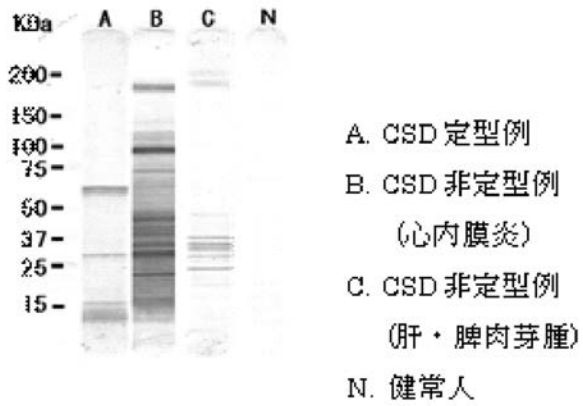 KDa A B C N
200
150
100
75
50
37
25
15
A. CSD 定型例
B. CSD 非定型例
(心内膜炎)
C. CSD 非定型例
(肝・脾肉芽腫)
N. 健常人